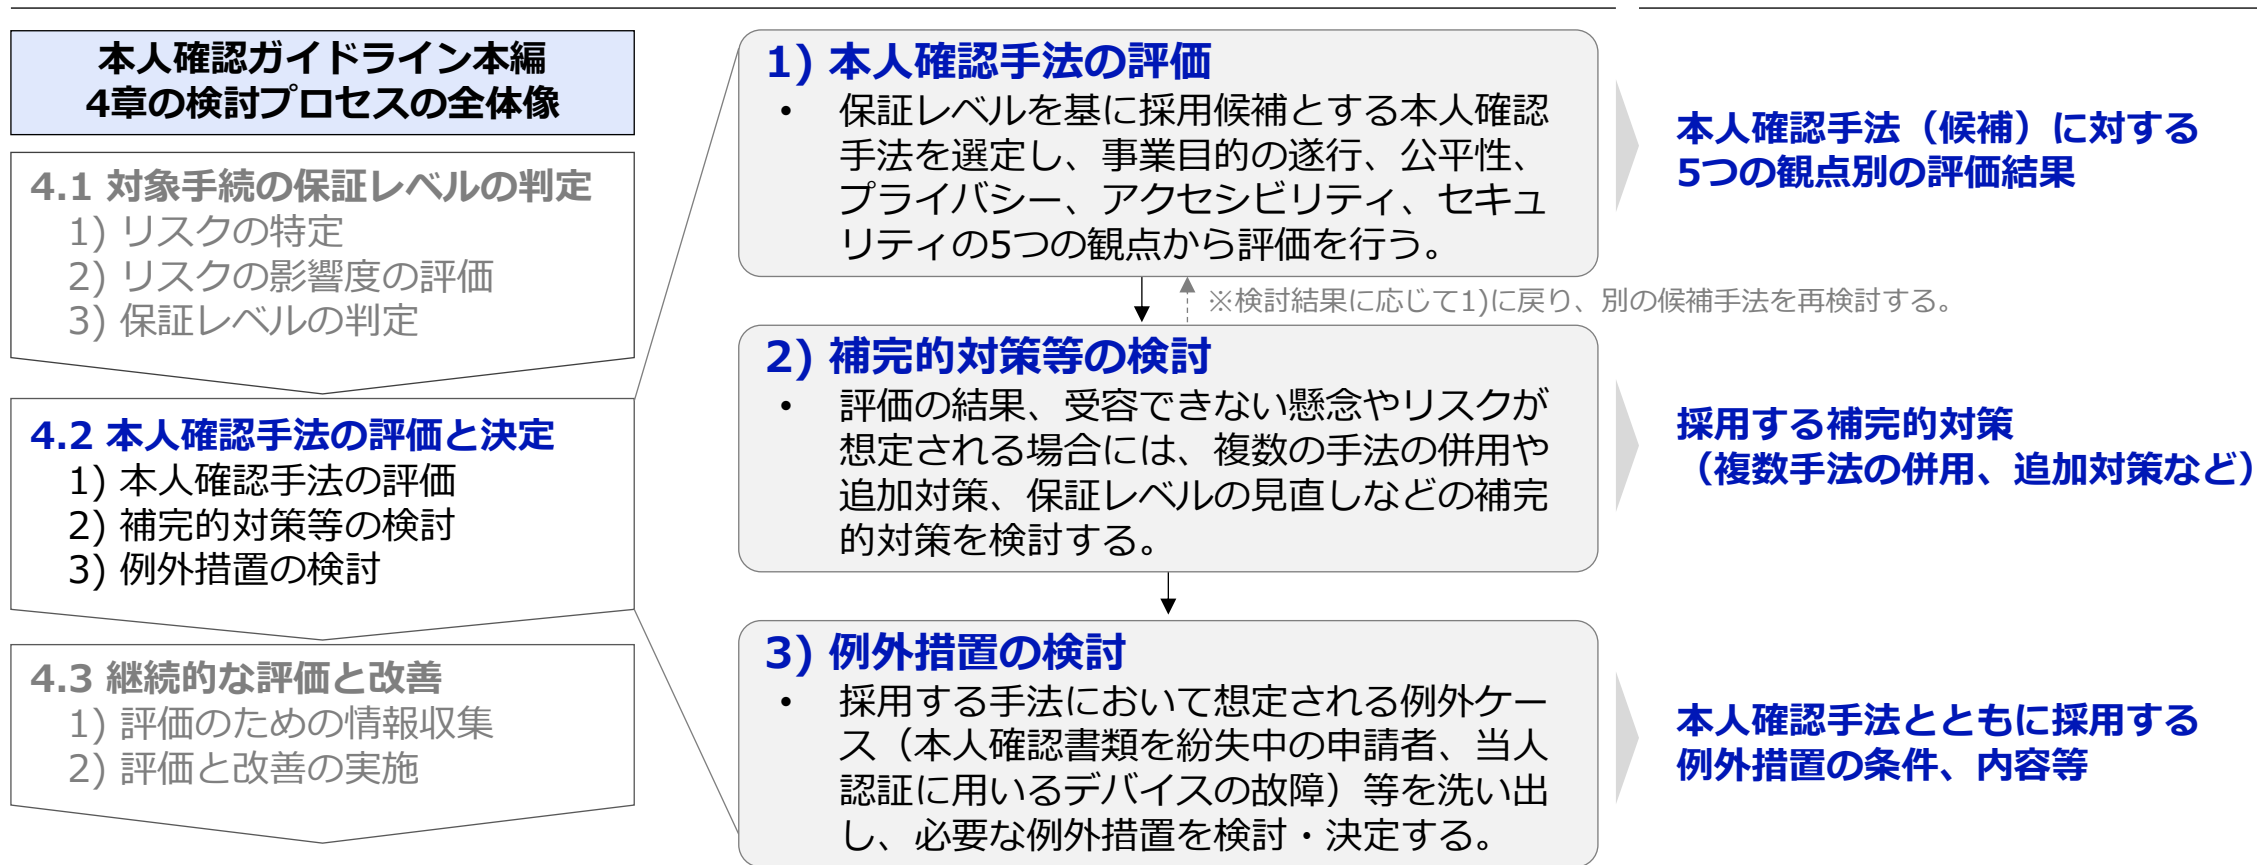 本人確認ガイドライン本編
4章の検討プロセスの全体像
4.1 対象手続の保証レベルの判定
1) リスクの特定
2) リスクの影響度の評価
3) 保証レベルの判定
4.2 本人確認手法の評価と決定
1) 本人確認手法の評価
2) 補完的対策等の検討
3) 例外措置の検討
4.3 継続的な評価と改善
1) 評価のための情報収集
2) 評価と改善の実施
1) 本人確認手法の評価
• 保証レベルを基に採用候補とする本人確認
手法を選定し、事業目的の遂行、公平性、
プライバシー、アクセシビリティ、セキュ
リティの5つの観点から評価を行う。
※検討結果に応じて1)に戻り、別の候補手法を再検討する。
2) 補完的対策等の検討
• 評価の結果、受容できない懸念やリスクが
想定される場合には、複数の手法の併用や
追加対策、保証レベルの見直しなどの補完
的対策を検討する。
3) 例外措置の検討
• 採用する手法において想定される例外ケー
ス（本人確認書類を紛失中の申請者、当人
認証に用いるデバイスの故障）等を洗い出
し、必要な例外措置を検討・決定する。
本人確認手法（候補）に対する
5つの観点別の評価結果
採用する補完的対策
（複数手法の併用、追加対策など）
本人確認手法とともに採用する
例外措置の条件、内容等